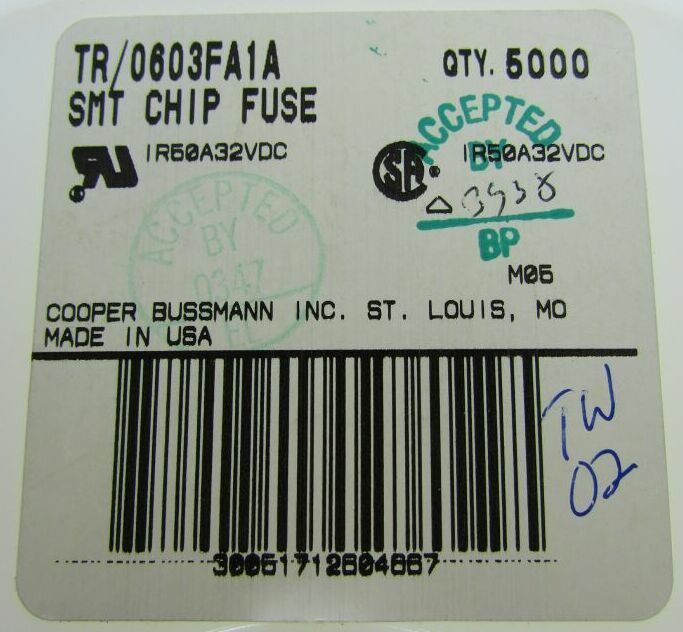 TR/0603FA1A QTY. 5000
SMT CHIP FUSE
IR50A32VDC
IR50A32VDC
ACCEPTED
BY
BP
ACCEPTED
BY
0347
M05
COOPER BUSSMANN INC. ST. LOUIS, MO
MADE IN USA
TW
02